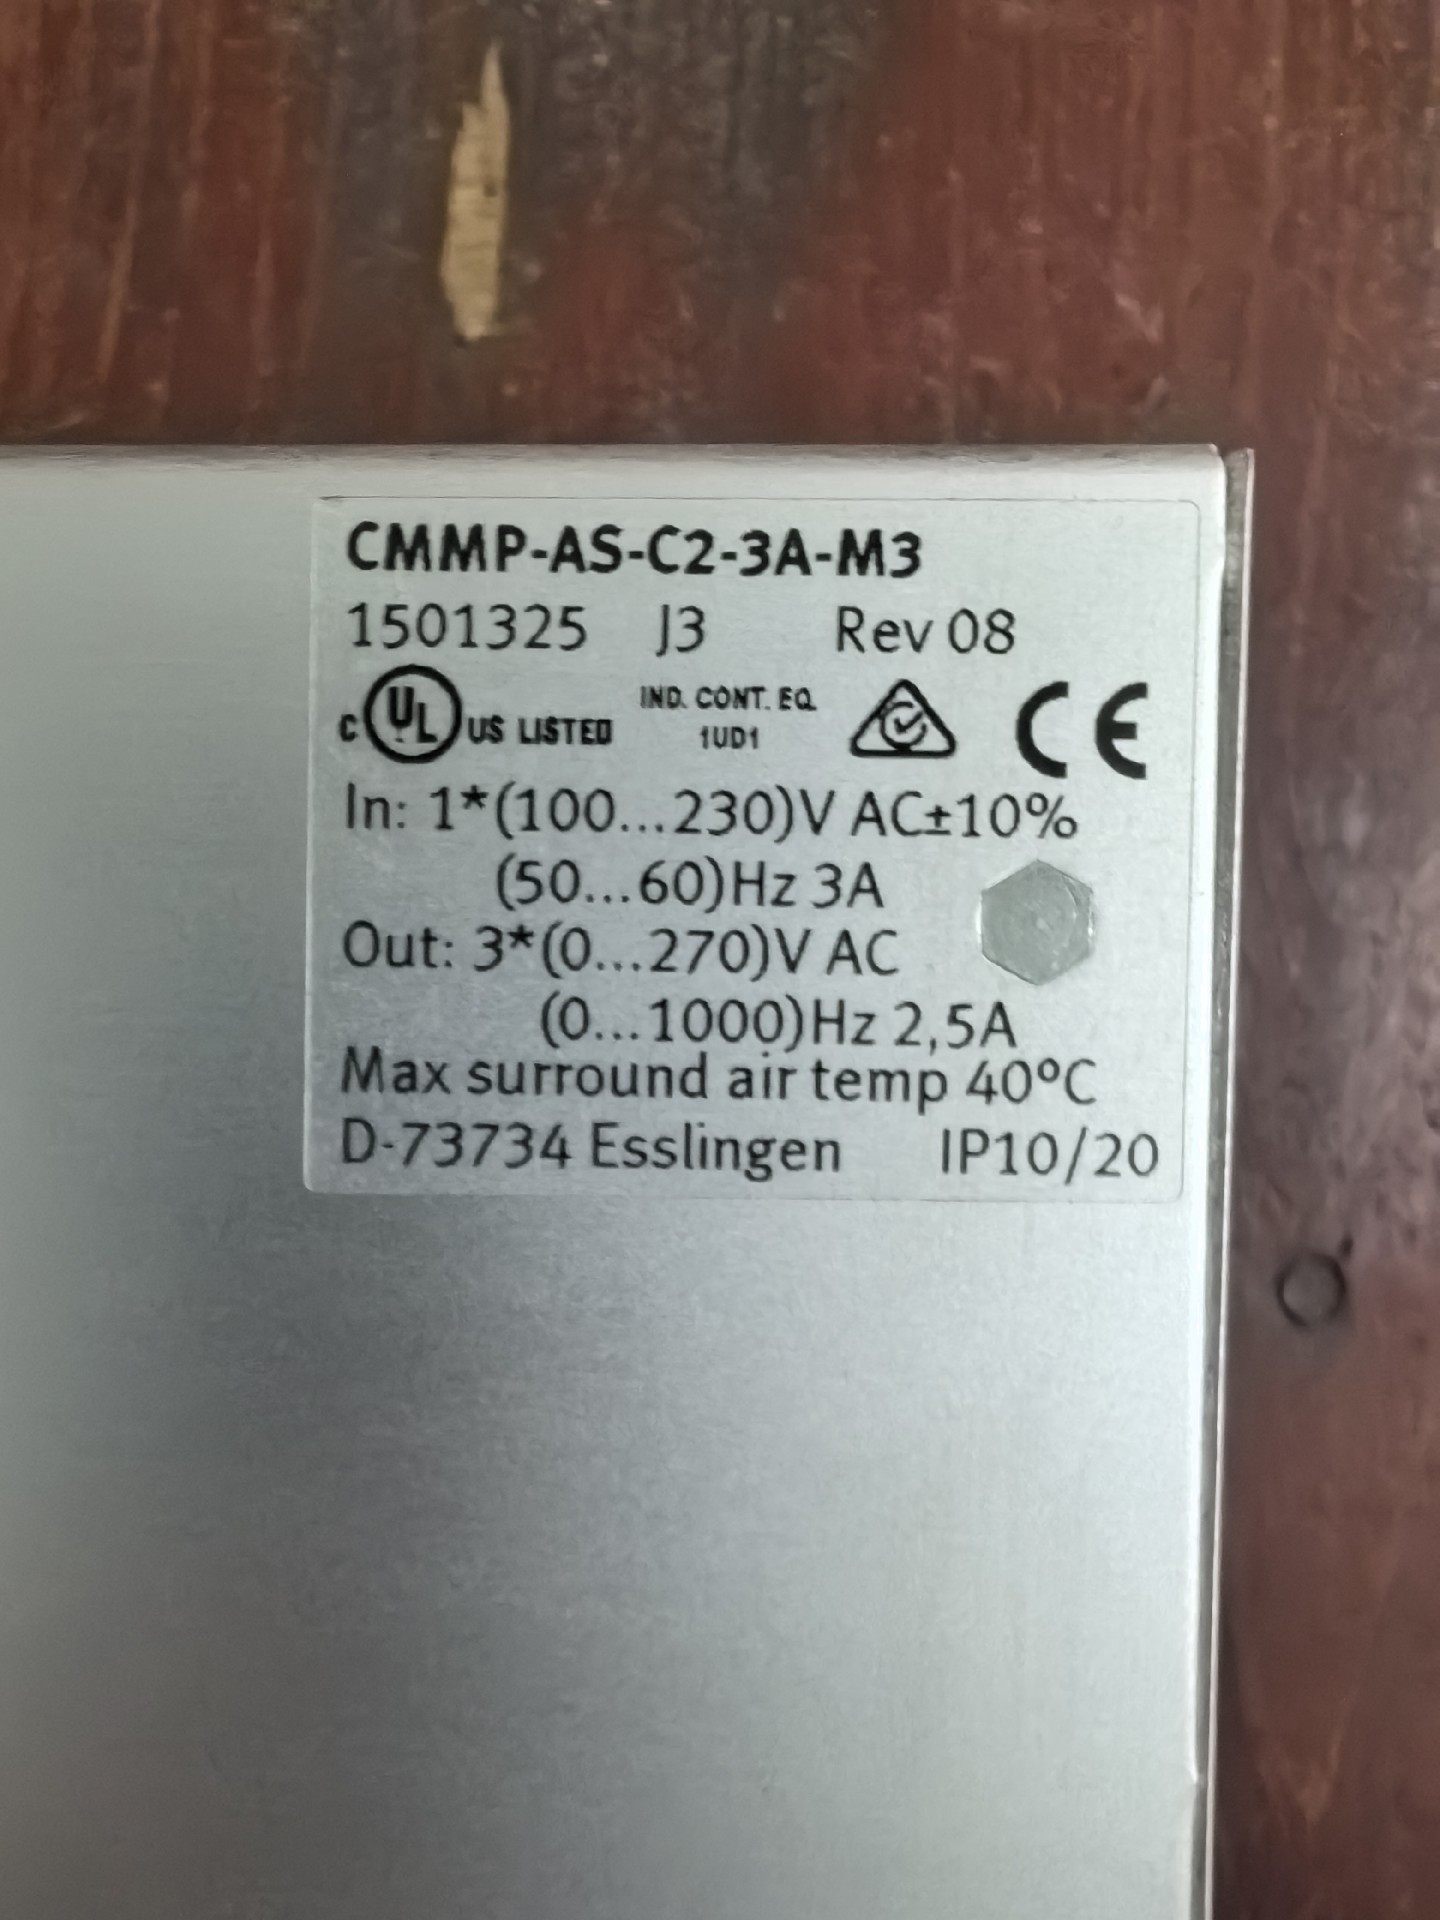 CMMP-AS-C2-3A-M3
1501325 J3 Rev 08
C UL US LISTED IND. CONT. EQ. 1UD1 CE
In: 1*(100...230)V AC±10%
(50...60)Hz 3A
Out: 3*(0...270)V AC
(0...1000)Hz 2,5A
Max surround air temp 40°C
D-73734 Esslingen IP10/20